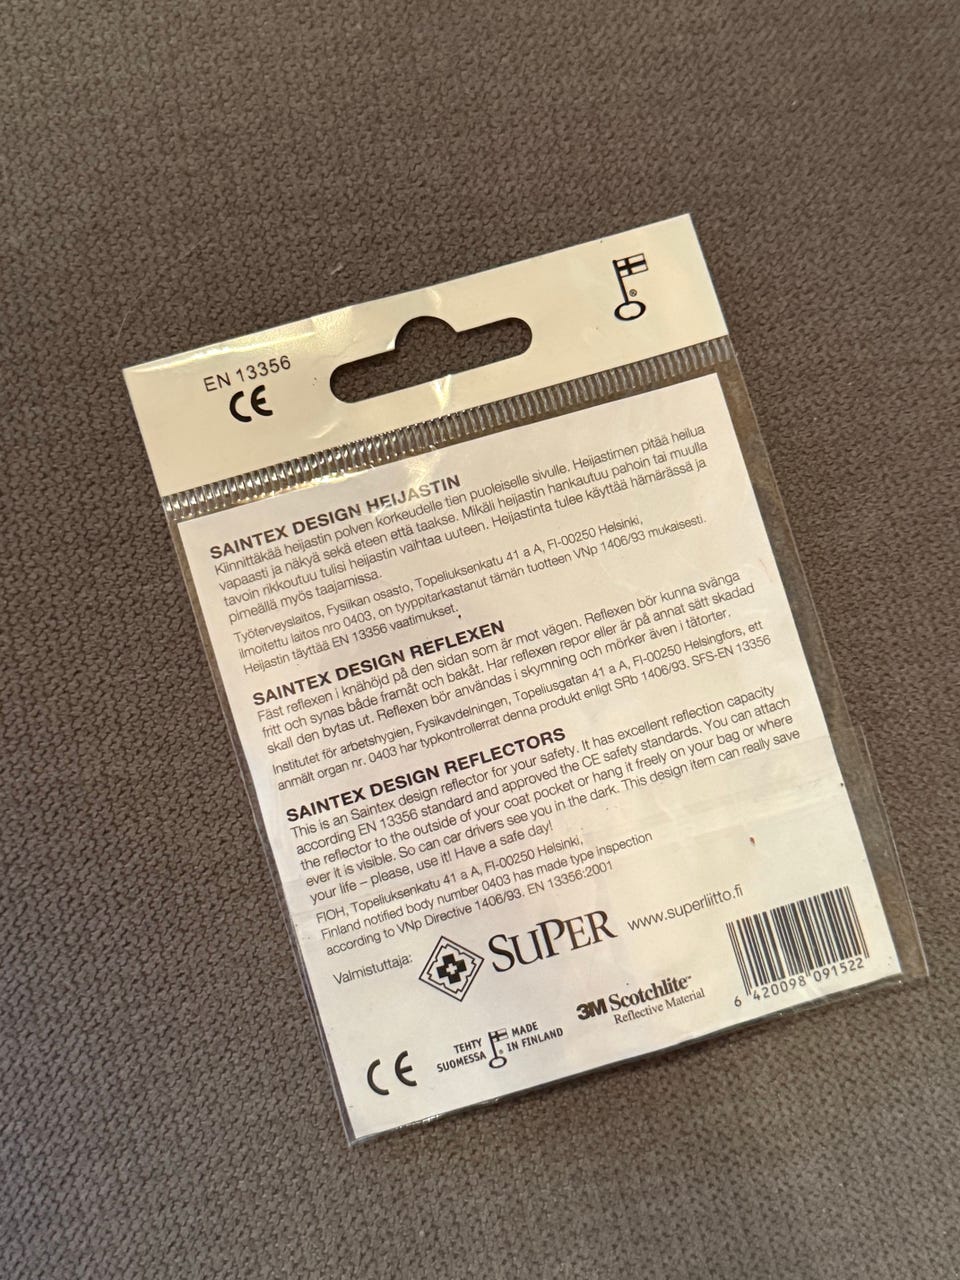 EN 13356
CE
®
SAINTEX DESIGN HEIJASTIN
Kiinnittäkää heijastin polven korkeudelle tien puoleiselle sivulle. Heijastimen pitää heilua
vapaasti ja näkyä sekä eteen että taakse. Mikäli heijastin hankautuu pahoin tai muulla
tavoin rikkoutuu tulisi heijastin vaihtaa uuteen. Heijastinta tulee käyttää hämärässä ja
pimeällä myös taajamissa.
Työterveyslaitos, Fysiikan osasto, Topeliuksenkatu 41 a A, FI-00250 Helsinki,
ilmoitettu laitos nro 0403, on tyyppitarkastanut tämän tuotteen VNp 1406/93 mukaisesti.
Heijastin täyttää EN 13356 vaatimukset.
SAINTEX DESIGN REFLEXEN
Fäst reflexen i knähöjd på den sidan som är mot vägen. Reflexen bör kunna svänga
fritt och synas både framåt och bakåt. Har reflexen repor eller är på annat sätt skadad
skall den bytas ut. Reflexen bör användas i skymning och mörker även i tätorter.
Institutet för arbetshygien, Fysikavdelningen, Topeliusgatan 41 a A, FI-00250 Helsingfors, ett
anmält organ nr. 0403 har typkontrollerrat denna produkt enligt SRb 1406/93. SFS-EN 13356
SAINTEX DESIGN REFLECTORS
This is an Saintex design reflector for your safety. It has excellent reflection capacity
according EN 13356 standard and approved the CE safety standards. You can attach
the reflector to the outside of your coat pocket or hang it freely on your bag or where
ever it is visible. So can car drivers see you in the dark. This design item can really save
your life – please, use it! Have a safe day!
FIOH, Topeliuksenkatu 41 a A, FI-00250 Helsinki,
Finland notified body number 0403 has made type inspection
according to VNp Directive 1406/93. EN 13356:2001
Valmistuttaja: SUPER www.superliitto.fi
6 420098 091522
CE
TEHTY SUOMESSA ® MADE IN FINLAND
3M Scotchlite™
Reflective Material